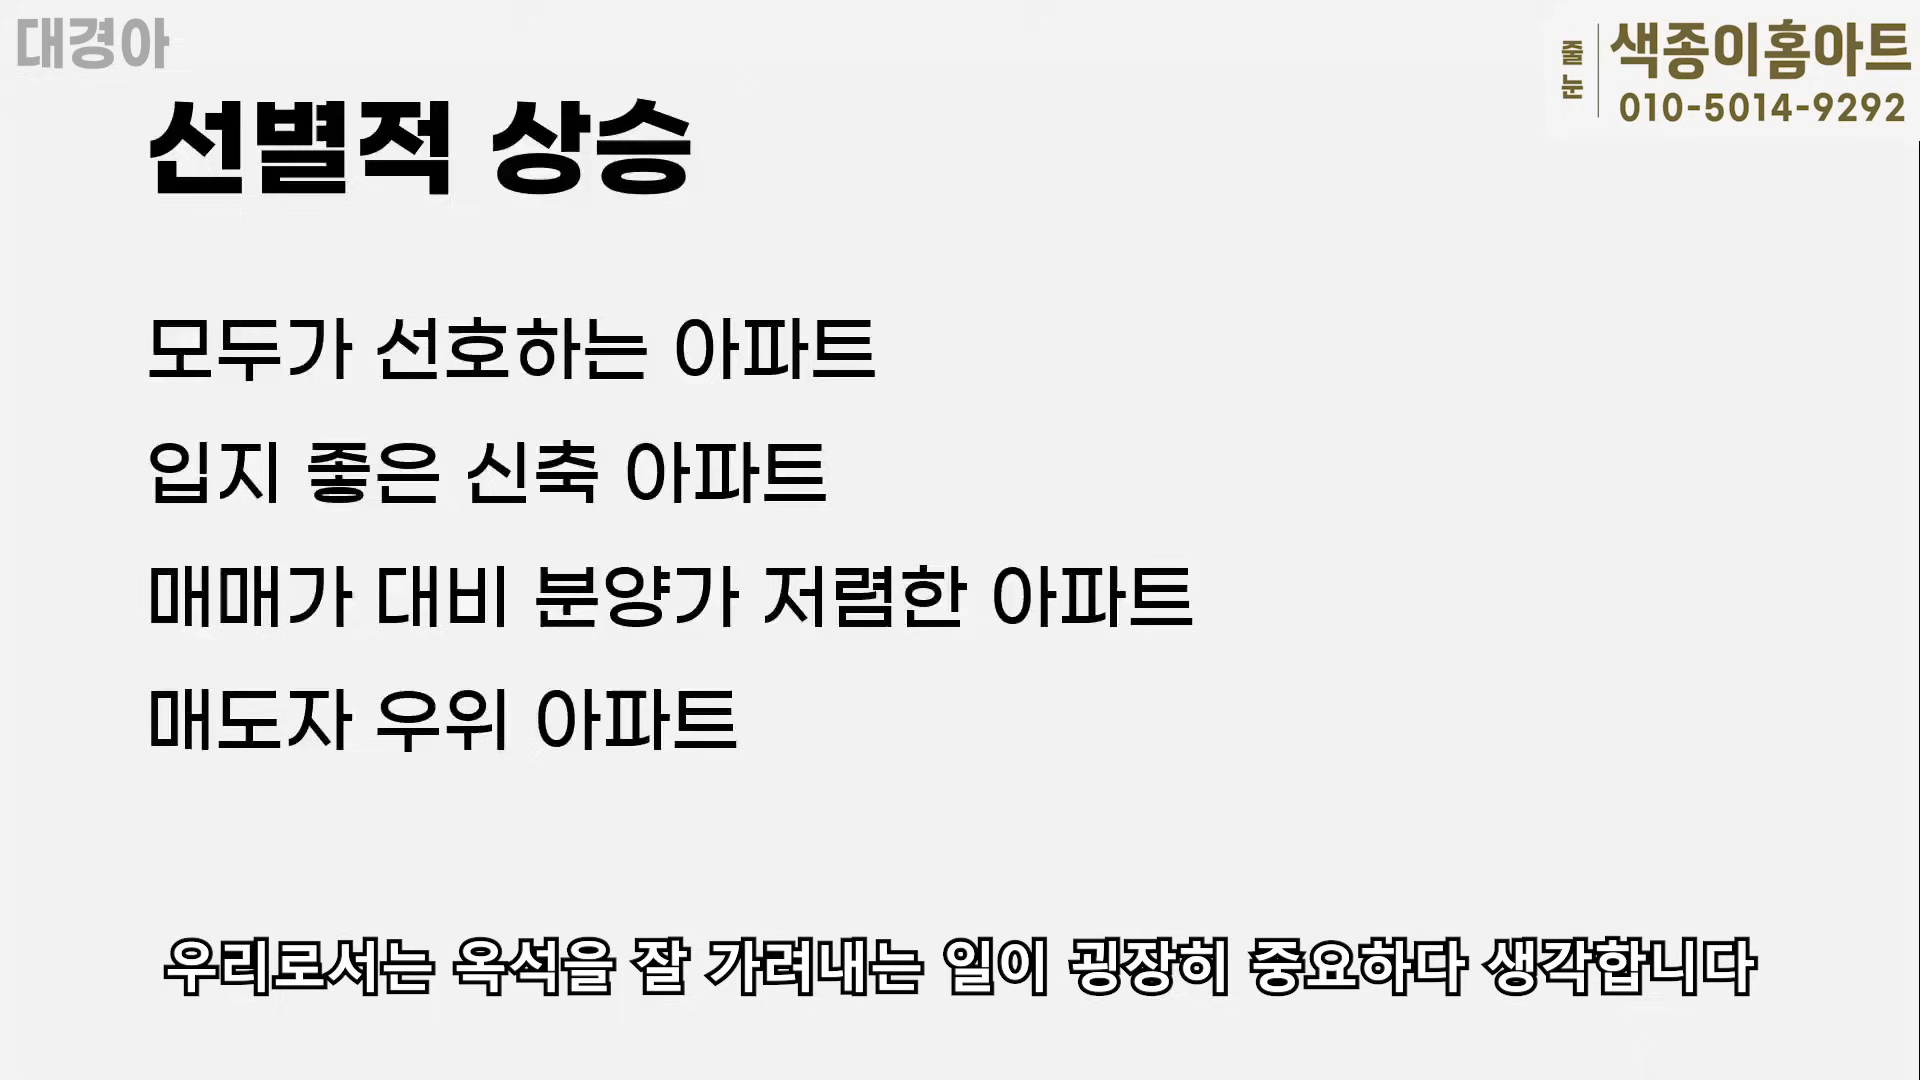 대경아
줄눈
색종이홈아트
010-5014-9292
선별적 상승
모두가 선호하는 아파트
입지 좋은 신축 아파트
매매가 대비 분양가 저렴한 아파트
매도자 우위 아파트
우리로서는 옥석을 잘 가려내는 일이 굉장히 중요하다 생각합니다